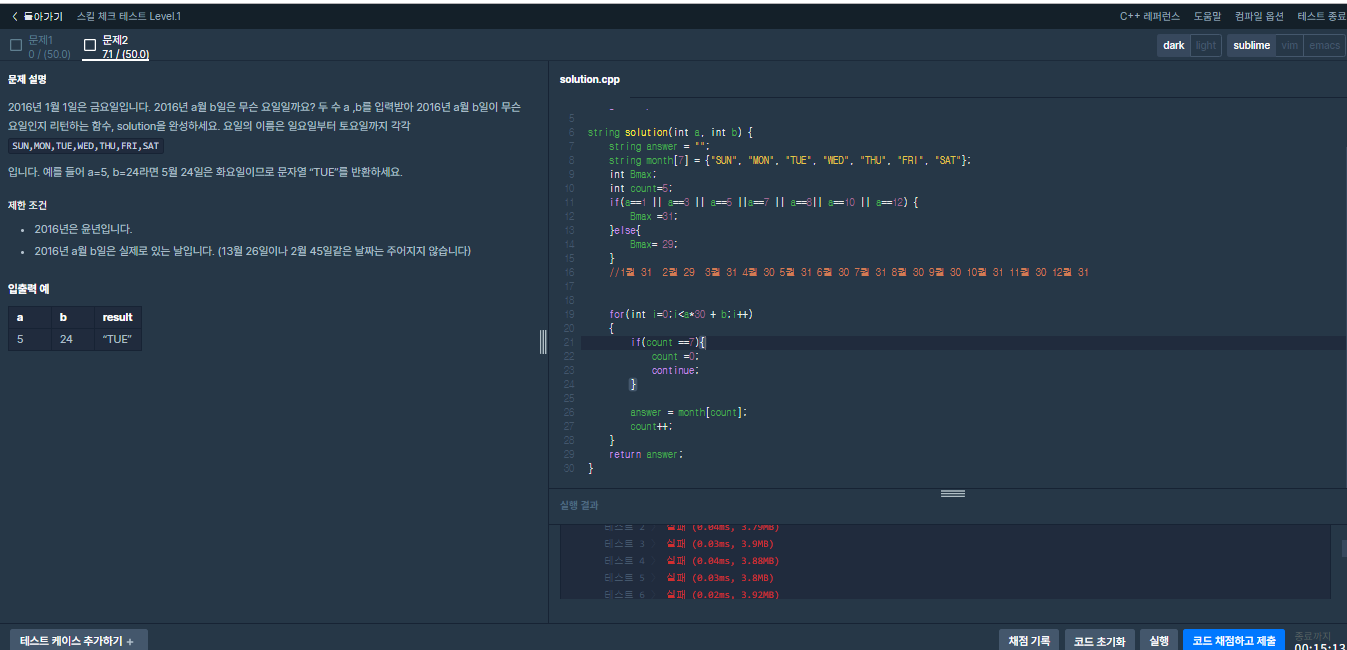 돌아가기 스킬 체크 테스트 Level.1 C++ 레퍼런스 도움말 컴파일 옵션 테스트 종료
문제1
0 / (50.0)
문제2
7.1 / (50.0)
dark light sublime vim emacs
문제 설명
2016년 1월 1일은 금요일입니다. 2016년 a월 b일은 무슨 요일일까요? 두 수 a ,b를 입력받아 2016년 a월 b일이 무슨
요일인지 리턴하는 함수, solution을 완성하세요. 요일의 이름은 일요일부터 토요일까지 각각
SUN,MON,TUE,WED,THU,FRI,SAT
입니다. 예를 들어 a=5, b=24라면 5월 24일은 화요일이므로 문자열 “TUE”를 반환하세요.
제한 조건
• 2016년은 윤년입니다.
• 2016년 a월 b일은 실제로 있는 날입니다. (13월 26일이나 2월 45일같은 날짜는 주어지지 않습니다)
입출력 예
a b result
5 24 “TUE”
solution.cpp
5
6 string solution(int a, int b) {
7 string answer = "";
8 string month[7] = {"SUN", "MON", "TUE", "WED", "THU", "FRI", "SAT"};
9 int Bmax;
10 int count=5;
11 if(a==1 || a==3 || a==5 ||a==7 || a==8|| a==10 || a==12) {
12 Bmax =31;
13 }else{
14 Bmax= 29;
15 }
16 //1월 31 2월 29 3월 31 4월 30 5월 31 6월 30 7월 31 8월 30 9월 30 10월 31 11월 30 12월 31
17
18
19 for(int i=0;i<a*30 + b;i++)
20 {
21 if(count ==7){
22 count =0;
23 continue;
24 }
25
26 answer = month[count];
27 count++;
28 }
29 return answer;
30 }
실행 결과
테스트 2 실패 (0.04ms, 3.79MB)
테스트 3 실패 (0.03ms, 3.9MB)
테스트 4 실패 (0.04ms, 3.88MB)
테스트 5 실패 (0.03ms, 3.8MB)
테스트 6 실패 (0.02ms, 3.92MB)
테스트 케이스 추가하기 + 채점 기록 코드 초기화 실행 코드 채점하고 제출 종료까지
00:15:13